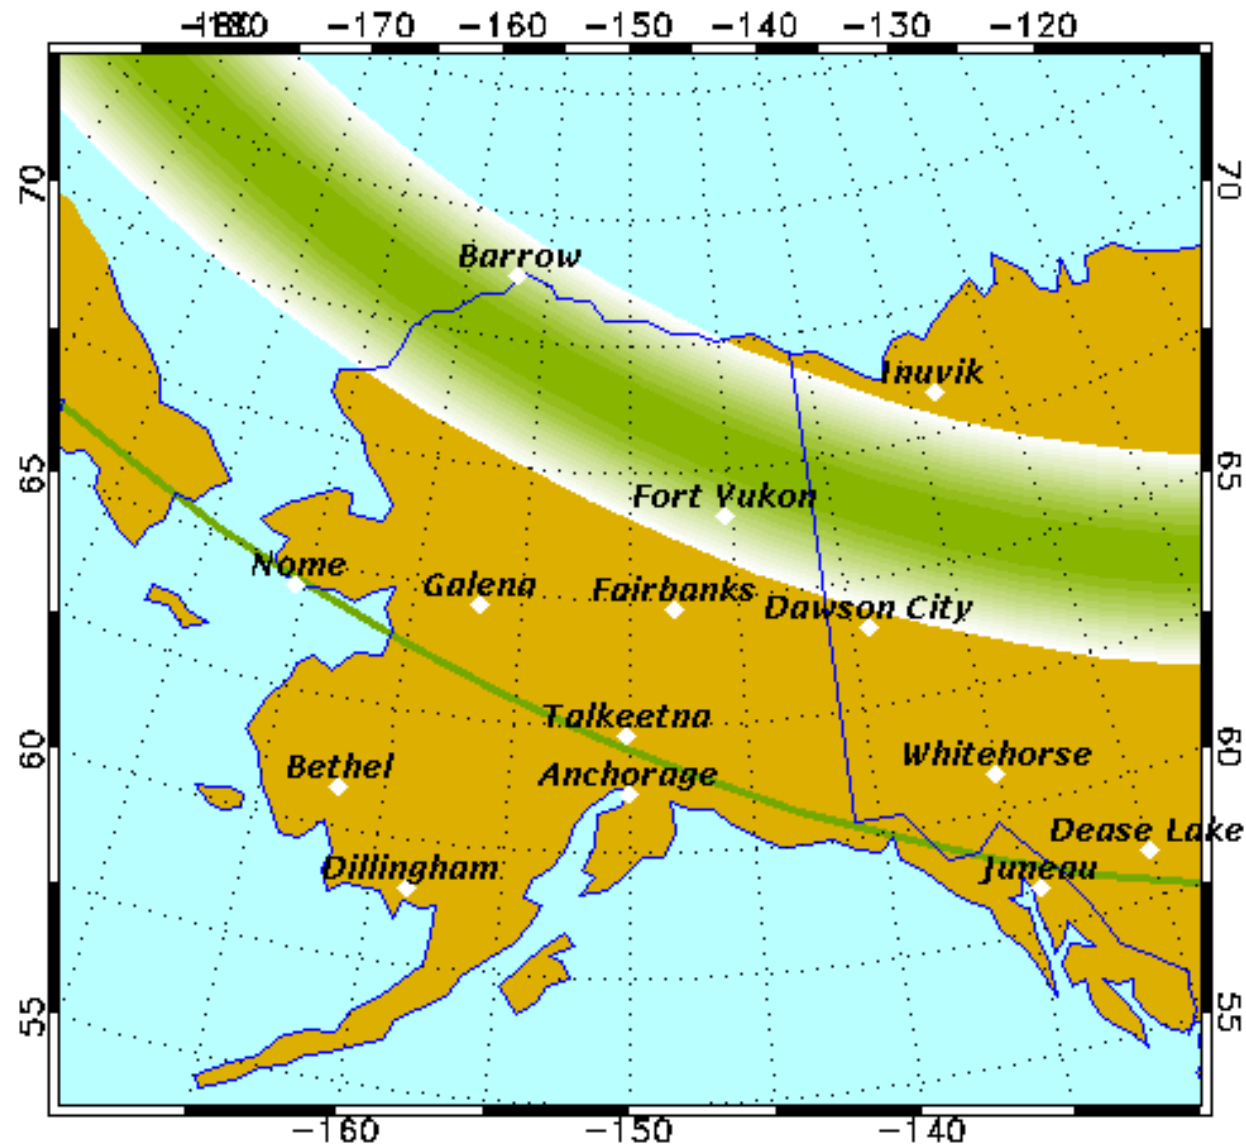 -170 -160 -150 -140 -130 -120
70 70
Barrow
Inuvik
65 65
Fort Yukon
Nome
Galena
Fairbanks
Dawson City
Talkeetna
60 60
Whitehorse
Bethel
Anchorage
Dease Lake
Dillingham
Juneau
55 55
-160 -150 -140